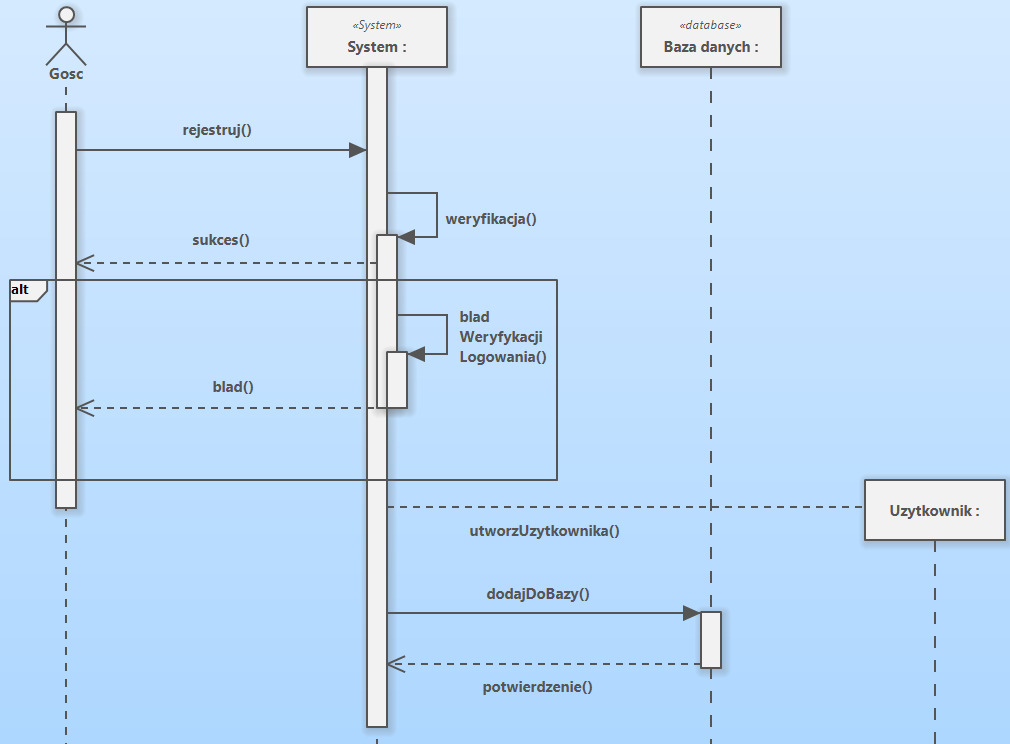 «System»
System :
«database»
Baza danych :
Gosc
rejestruj()
weryfikacja()
sukces()
alt
blad
Weryfykacji
Logowania()
blad()
Uzytkownik :
utworzUzytkownika()
dodajDoBazy()
potwierdzenie()